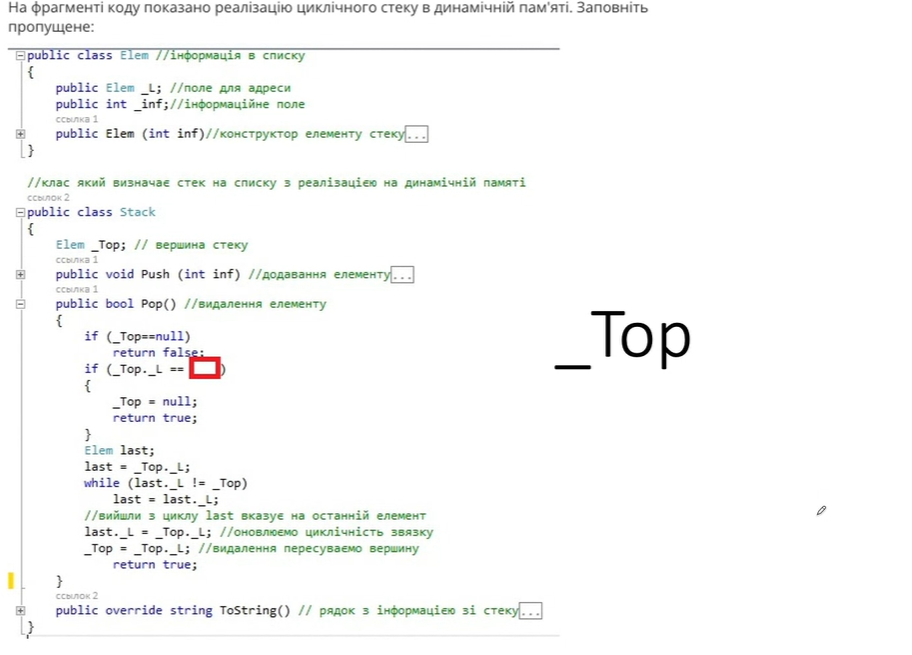 На фрагменті коду показано реалізацію циклічного стеку в динамічній пам'яті. Заповніть
пропущене:
public class Elem //інформація в списку
{
public Elem _L; //поле для адреси
public int _inf;//інформаційне поле
ссылка 1
public Elem (int inf)//конструктор елементу стеку...
}
//клас який визначає стек на списку з реалізацією на динамічній памяті
ссылок 2
public class Stack
{
Elem _Top; // вершина стеку
ссылка 1
public void Push (int inf) //додавання елементу...
ссылка 1
public bool Pop() //видалення елементу
{
if (_Top==null)
return false;
if (_Top._L == )
{
_Top = null;
return true;
}
Elem last;
last = _Top._L;
while (last._L != _Top)
last = last._L;
//вийшли з циклу last вказує на останній елемент
last._L = _Top._L; //оновлюємо циклічність звязку
_Top = _Top._L; //видалення пересуваємо вершину
return true;
}
ссылок 2
public override string ToString() // рядок з інформацією зі стеку...
}
_Top